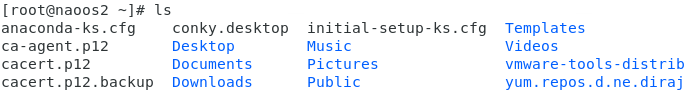 [root@naoos2 ~]# ls
anaconda-ks.cfg conky.desktop initial-setup-ks.cfg Templates
ca-agent.p12 Desktop Music Videos
cacert.p12 Documents Pictures vmware-tools-distrib
cacert.p12.backup Downloads Public yum.repos.d.ne.diraj